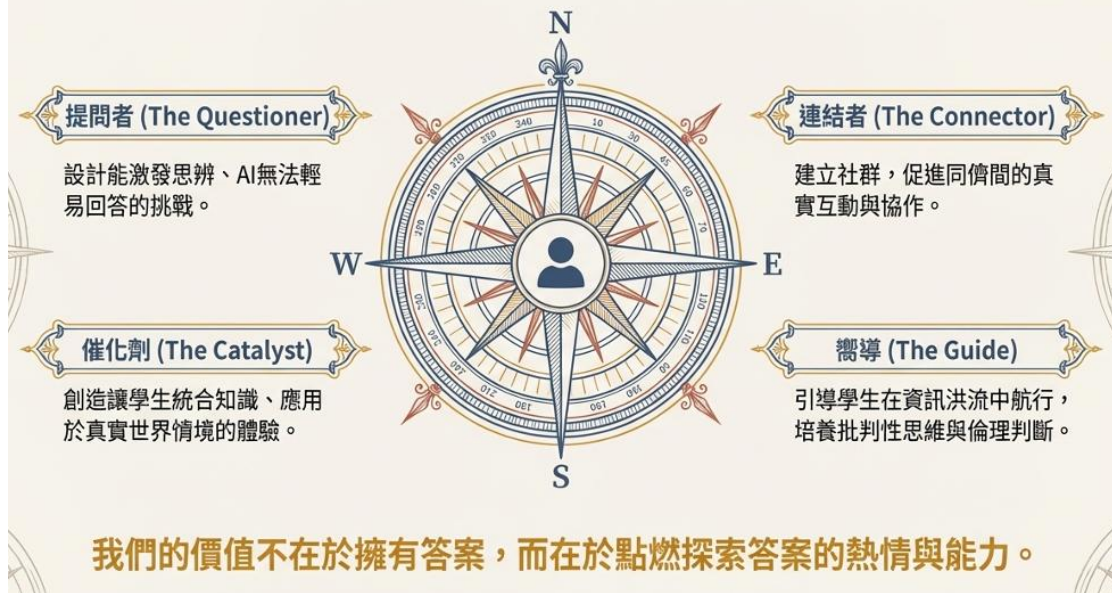 N
提問者 (The Questioner)
設計能激發思辨、AI無法輕
易回答的挑戰。
連結者 (The Connector)
建立社群，促進同儕間的真
實互動與協作。
W
E
催化劑 (The Catalyst)
創造讓學生統合知識、應用
於真實世界情境的體驗。
嚮導 (The Guide)
引導學生在資訊洪流中航行，
培養批判性思維與倫理判斷。
S
我們的價值不在於擁有答案，而在於點燃探索答案的熱情與能力。